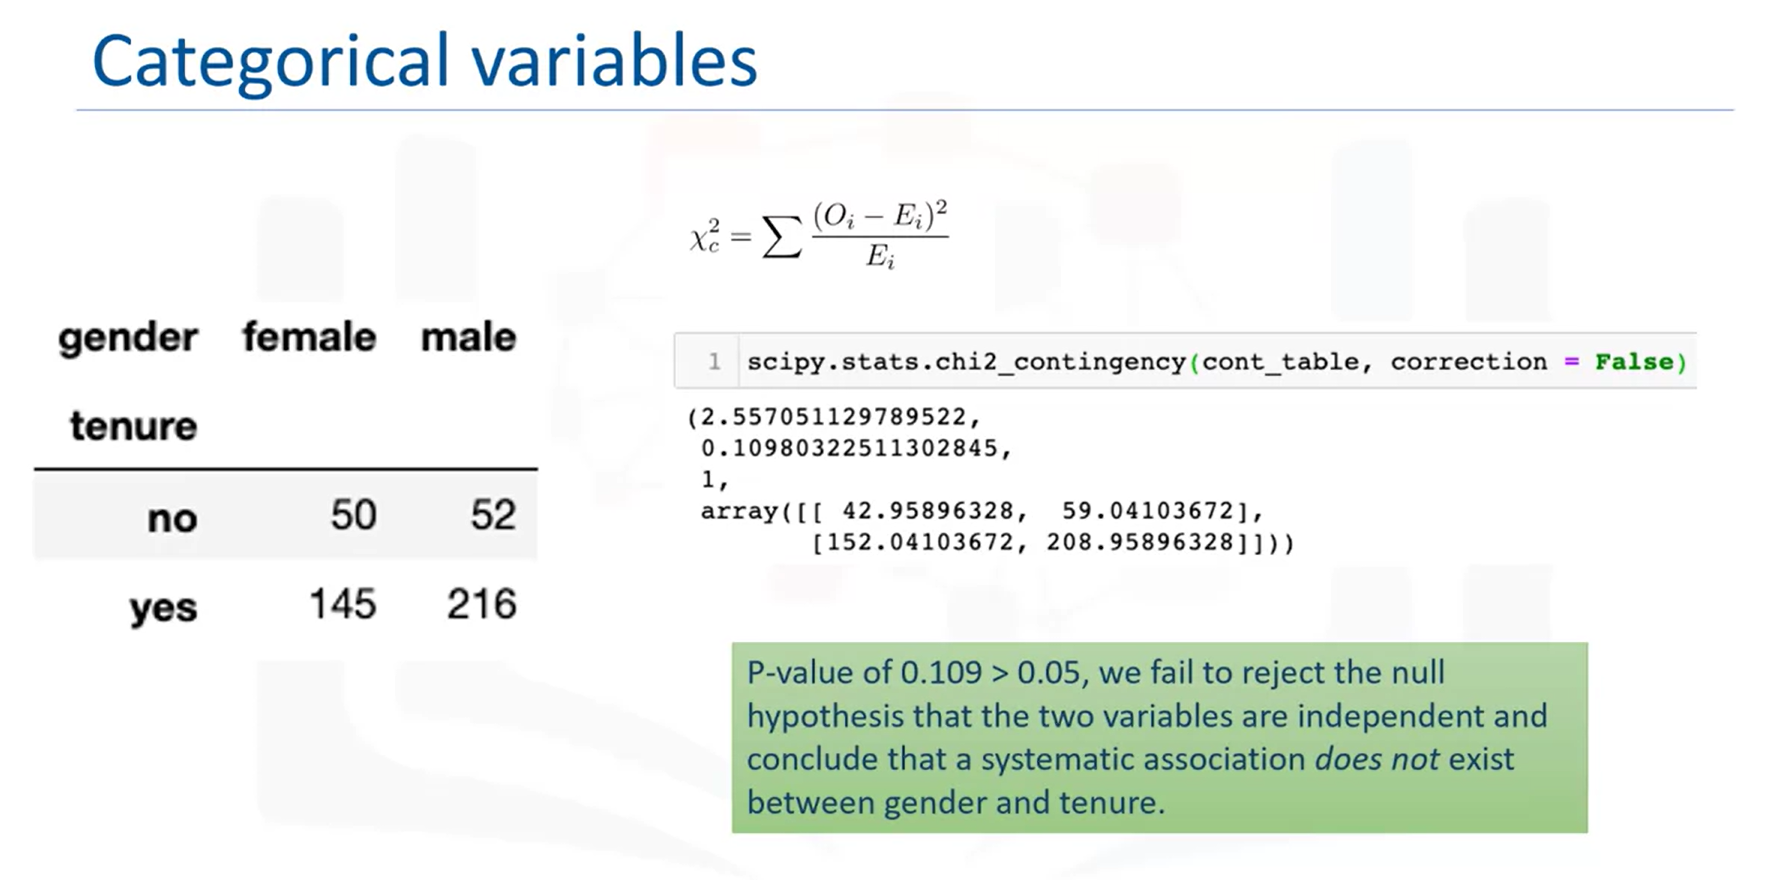 Categorical variables
χ²_c = ∑ (Oᵢ − Eᵢ)² / Eᵢ
gender female male
tenure
no 50 52
yes 145 216
1 scipy.stats.chi2_contingency(cont_table, correction = False)
(2.557051129789522,
0.10980322511302845,
1,
array([[ 42.95896328, 59.04103672],
[152.04103672, 208.95896328]]))
P-value of 0.109 > 0.05, we fail to reject the null
hypothesis that the two variables are independent and
conclude that a systematic association does not exist
between gender and tenure.